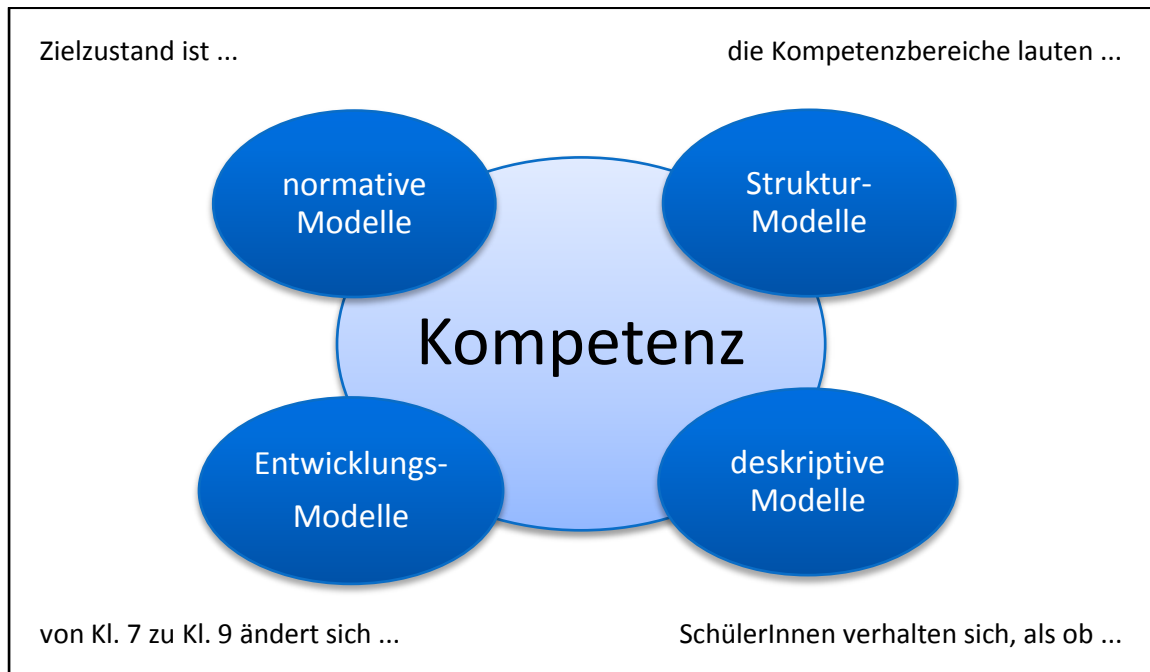 Zielzustand ist ...
die Kompetenzbereiche lauten ...
normative
Modelle
Struktur-
Modelle
Kompetenz
Entwicklungs-
Modelle
deskriptive
Modelle
von Kl. 7 zu Kl. 9 ändert sich ...
SchülerInnen verhalten sich, als ob ...